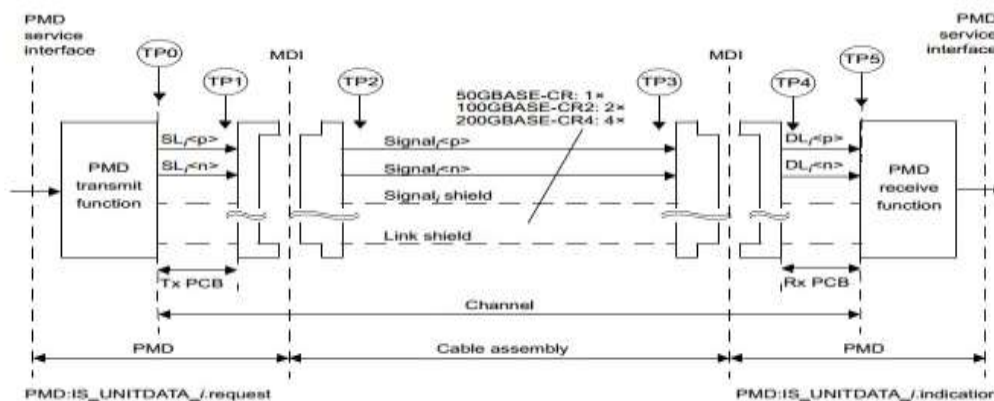 PMD
service
interface
TP0
TP1
MDI
TP2
50GBASE-CR: 1×
100GBASE-CR2: 2×
200GBASE-CR4: 4×
TP3
MDI
TP4
TP5
PMD
service
interface
PMD
transmit
function
SLi<p>
SLi<n>
Signali<p>
Signali<n>
Signali shield
Link shield
DLi<p>
DLi<n>
PMD
receive
function
Tx PCB
Rx PCB
Channel
PMD
Cable assembly
PMD
PMD:IS_UNITDATA_i.request
PMD:IS_UNITDATA_i.indication